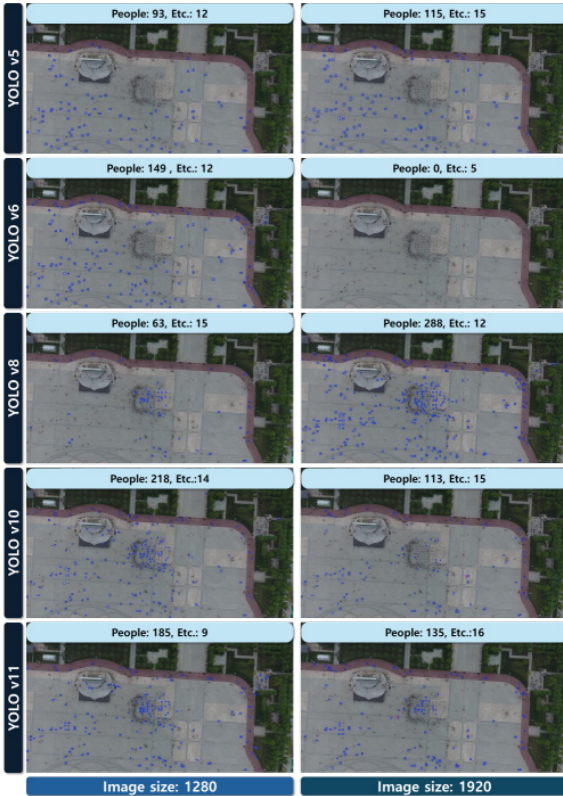 YOLO v5
People: 93, Etc.: 12
People: 115, Etc.: 15
YOLO v6
People: 149 , Etc.: 12
People: 0, Etc.: 5
YOLO v8
People: 63, Etc.: 15
People: 288, Etc.: 12
YOLO v10
People: 218, Etc.:14
People: 113, Etc.: 15
YOLO v11
People: 185, Etc.: 9
People: 135, Etc.:16
Image size: 1280
Image size: 1920